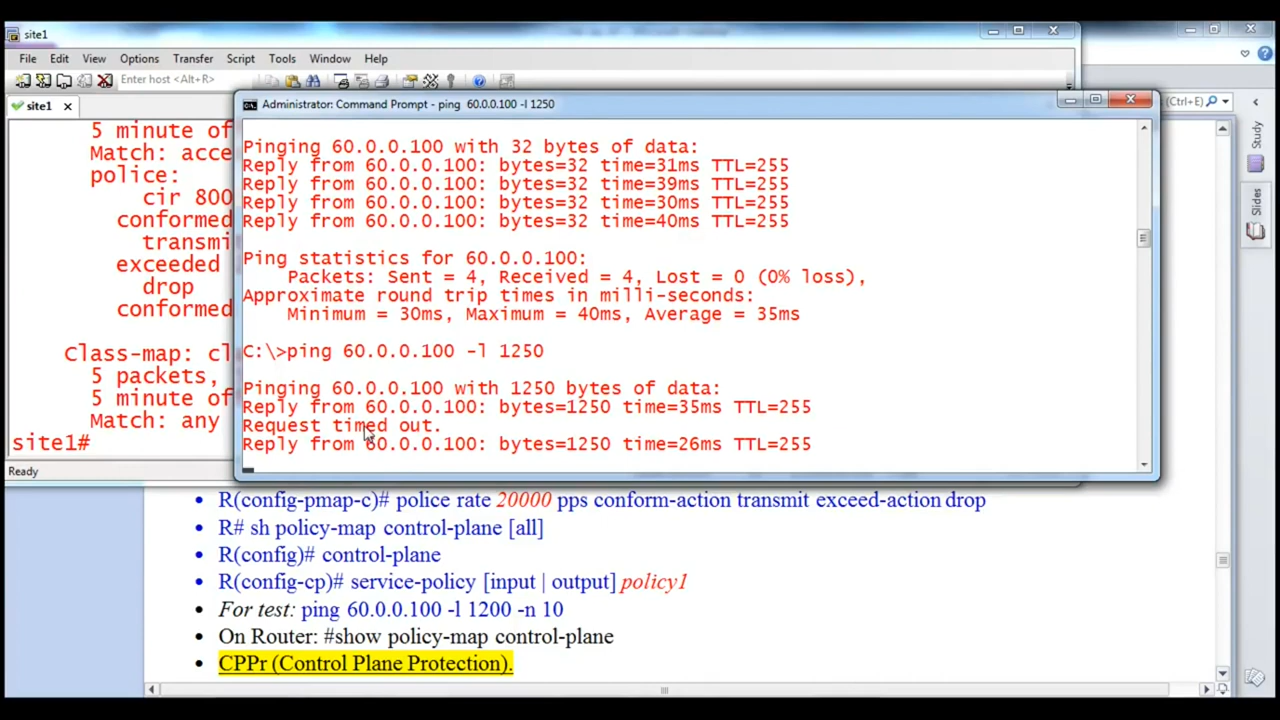 site1
File Edit View Options Transfer Script Tools Window Help
Enter host <Alt+R>
site1 x
(Ctrl+E)
Study
Slides
5 minute of
Match: acce
police:
cir 800
conformed
transmi
exceeded
drop
conformed
Class-map: cl
5 packets,
5 minute of
Match: any
site1#
Ready
Administrator: Command Prompt - ping 60.0.0.100 -l 1250
Pinging 60.0.0.100 with 32 bytes of data:
Reply from 60.0.0.100: bytes=32 time=31ms TTL=255
Reply from 60.0.0.100: bytes=32 time=39ms TTL=255
Reply from 60.0.0.100: bytes=32 time=30ms TTL=255
Reply from 60.0.0.100: bytes=32 time=40ms TTL=255
Ping statistics for 60.0.0.100:
Packets: Sent = 4, Received = 4, Lost = 0 (0% loss),
Approximate round trip times in milli-seconds:
Minimum = 30ms, Maximum = 40ms, Average = 35ms
C:\>ping 60.0.0.100 -l 1250
Pinging 60.0.0.100 with 1250 bytes of data:
Reply from 60.0.0.100: bytes=1250 time=35ms TTL=255
Request timed out.
Reply from 60.0.0.100: bytes=1250 time=26ms TTL=255
• R(config-pmap-c)# police rate 20000 pps conform-action transmit exceed-action drop
• R# sh policy-map control-plane [all]
• R(config)# control-plane
• R(config-cp)# service-policy [input | output] policy1
• For test: ping 60.0.0.100 -l 1200 -n 10
• On Router: #show policy-map control-plane
• CPPr (Control Plane Protection).